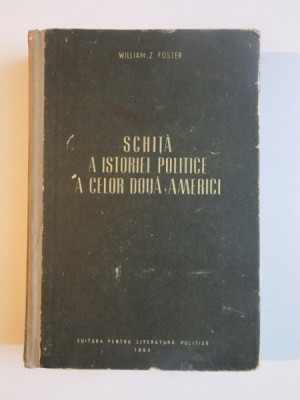 WILLIAM Z. FOSTER
SCHIȚĂ
A ISTORIEI POLITICE
A CELOR DOUĂ AMERICI
EDITURA PENTRU LITERATURĂ POLITICĂ
1954